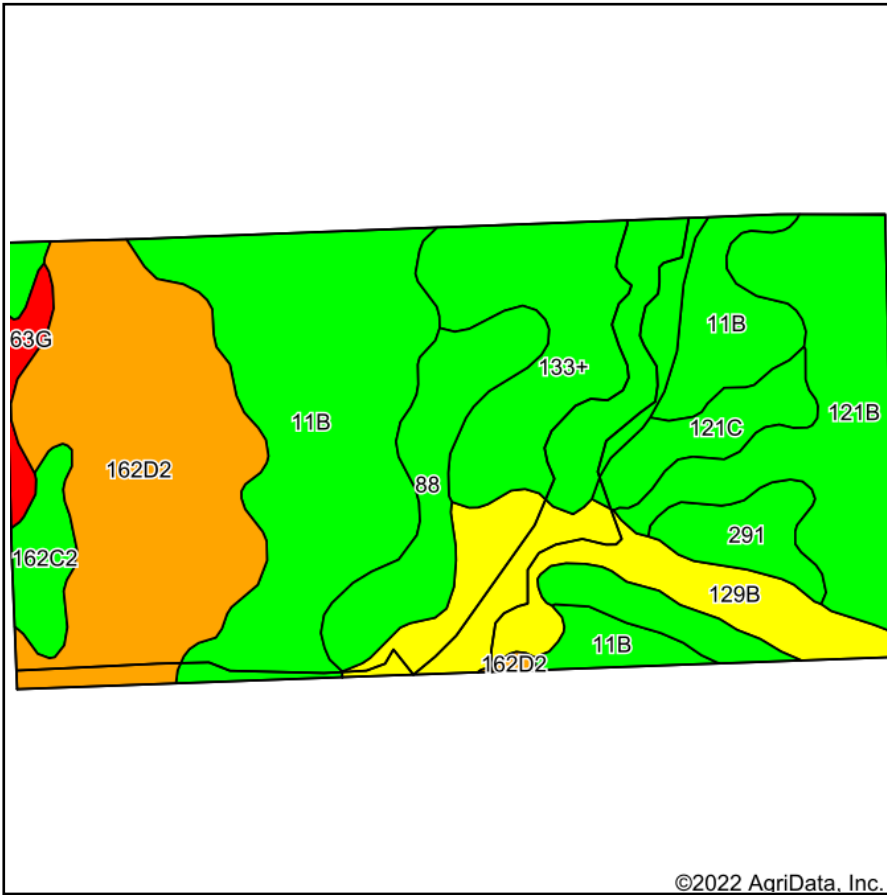 11B
63G
133+
11B
121B
121C
162D2
88
291
162C2
129B
11B
162D2
©2022 AgriData, Inc.